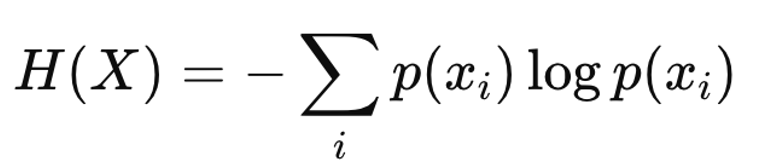 H(X) = − ∑_i p(x_i) log p(x_i)